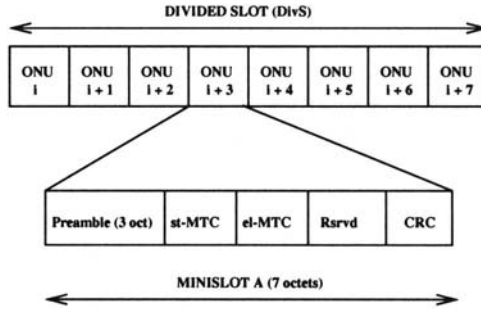 DIVIDED SLOT (DivS)
ONU ONU ONU ONU ONU ONU ONU ONU
i i + 1 i + 2 i + 3 i + 4 i + 5 i + 6 i + 7
Preamble (3 oct) st-MTC el-MTC Rsrvd CRC
MINISLOT A (7 octets)